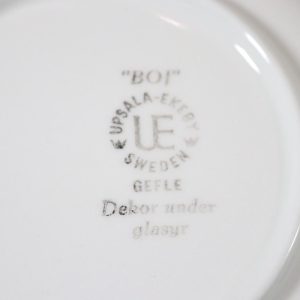 "BOI"
UPSALA-EKEBY
UE
SWEDEN
GEFLE
Dekor under
glasyr